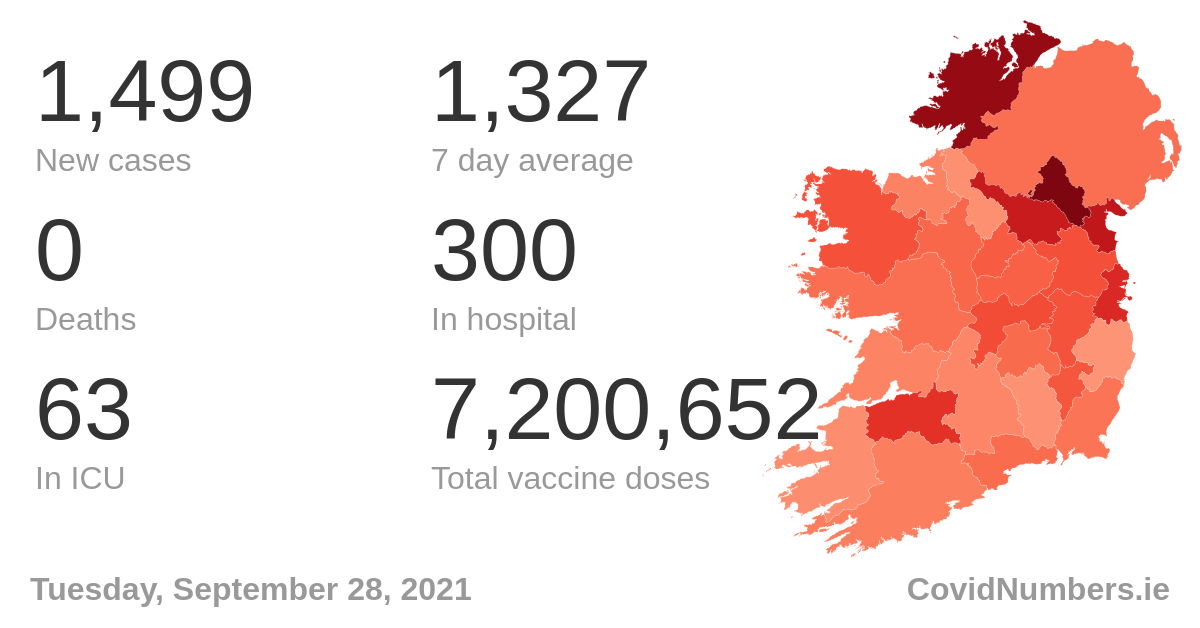 1,499
1,327
New cases
7 day average
0
300
Deaths
In hospital
63
7,200,652
In ICU
Total vaccine doses
Tuesday, September 28, 2021
CovidNumbers.ie